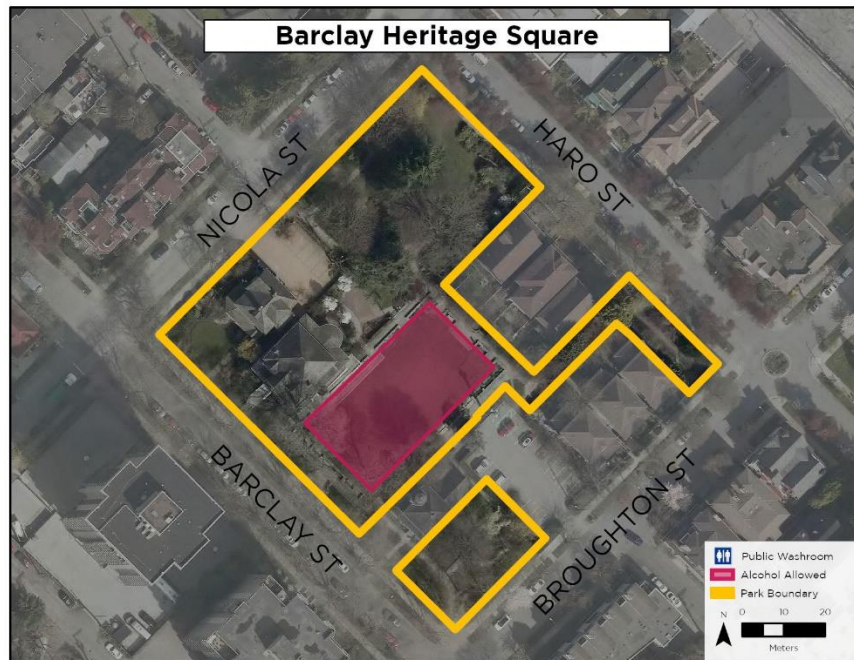 Barclay Heritage Square
NICOLA ST
HARO ST
BARCLAY ST
BROUGHTON ST
Public Washroom
Alcohol Allowed
Park Boundary
N
0 10 20
Meters